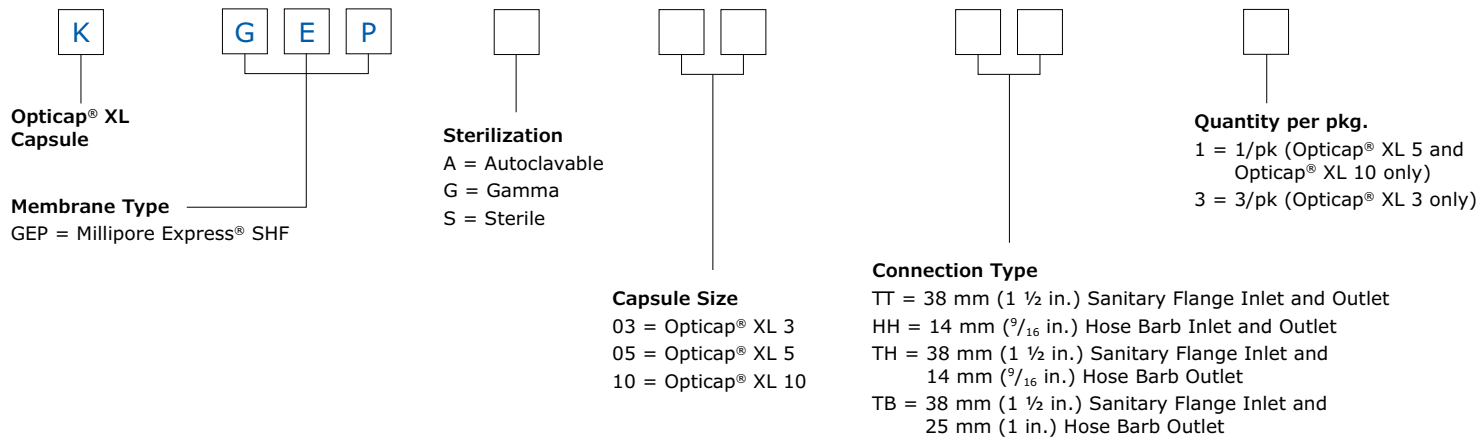 K G E P
Opticap® XL
Capsule
Membrane Type
GEP = Millipore Express® SHF
Sterilization
A = Autoclavable
G = Gamma
S = Sterile
Capsule Size
03 = Opticap® XL 3
05 = Opticap® XL 5
10 = Opticap® XL 10
Connection Type
TT = 38 mm (1 ½ in.) Sanitary Flange Inlet and Outlet
HH = 14 mm (9/16 in.) Hose Barb Inlet and Outlet
TH = 38 mm (1 ½ in.) Sanitary Flange Inlet and
14 mm (9/16 in.) Hose Barb Outlet
TB = 38 mm (1 ½ in.) Sanitary Flange Inlet and
25 mm (1 in.) Hose Barb Outlet
Quantity per pkg.
1 = 1/pk (Opticap® XL 5 and
Opticap® XL 10 only)
3 = 3/pk (Opticap® XL 3 only)